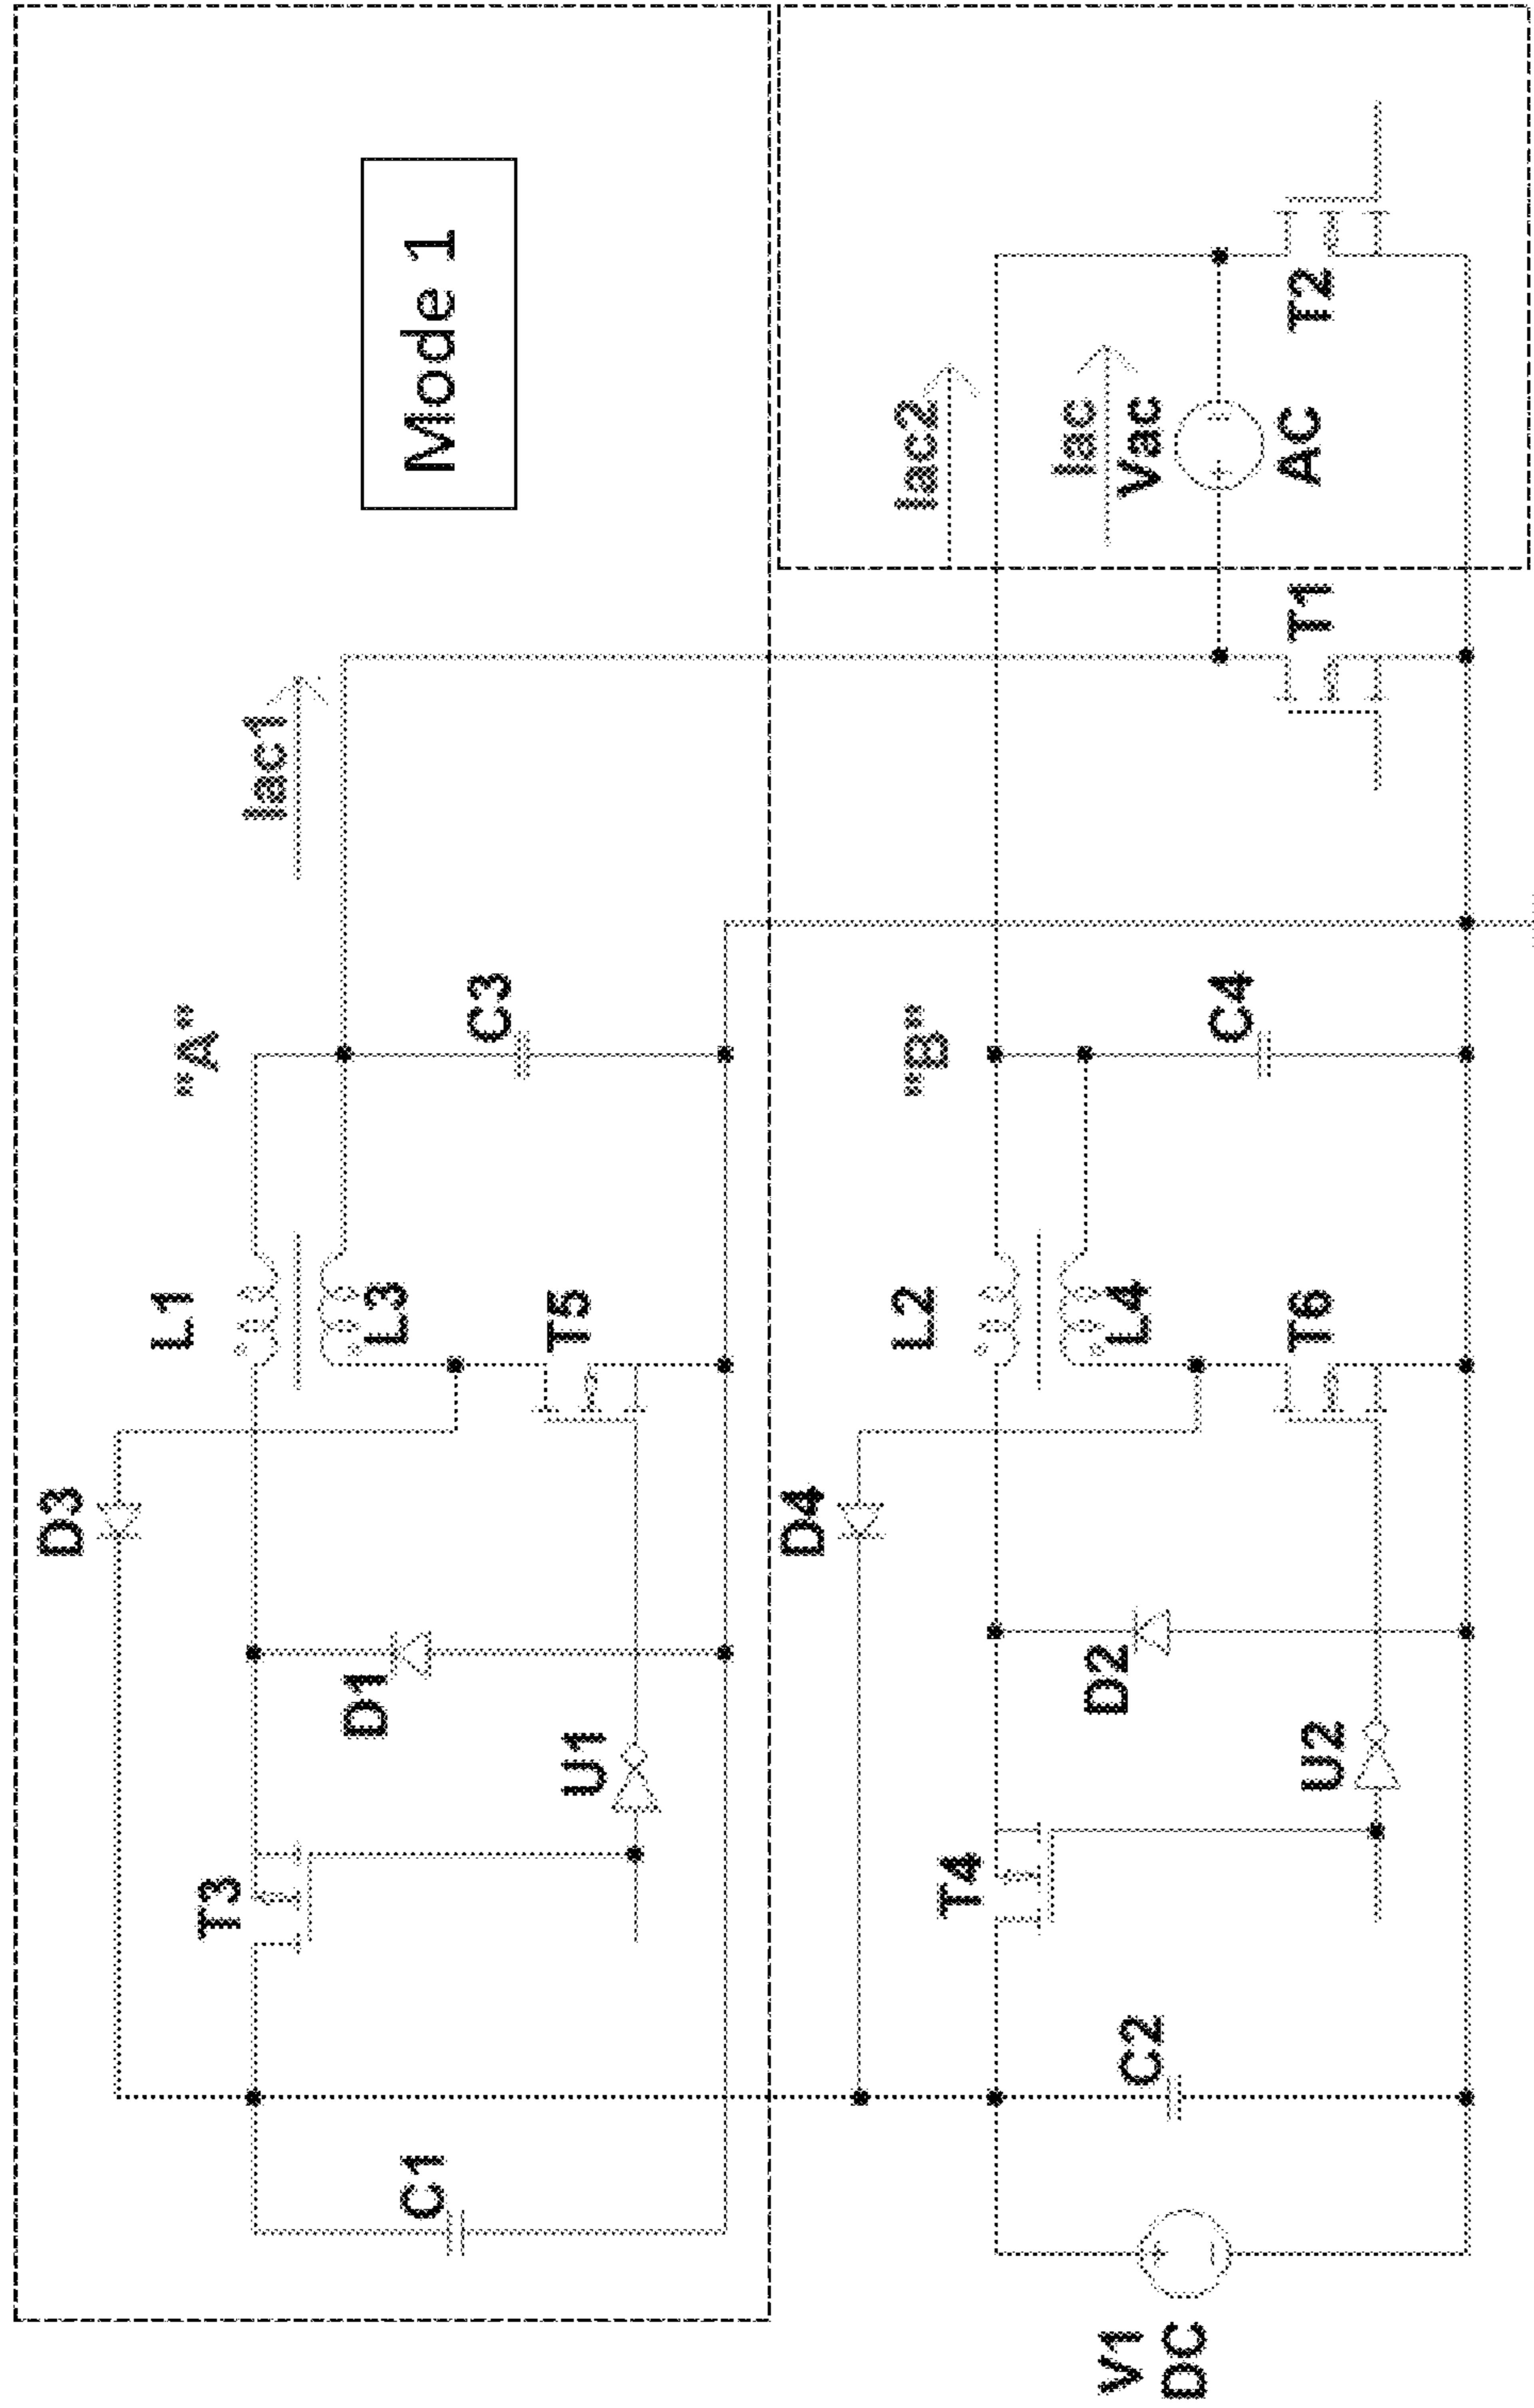 Mode 1
Iac1
"A"
L1
L3
C3
D3
T5
D1
U1
T3
C1
Iac2
Iac
Vac
AC
T2
T1
"B"
L2
L4
C4
D4
T6
D2
U2
T4
C2
V1
DC